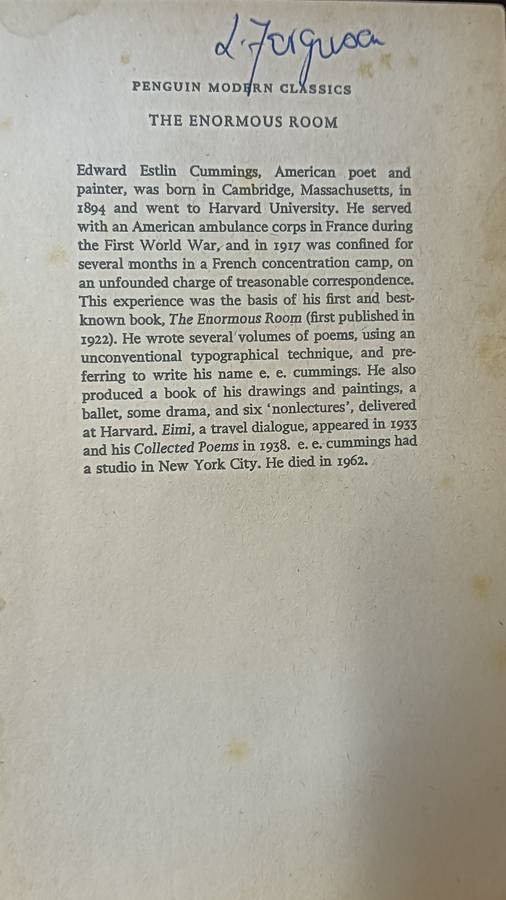 L. Ferguson
PENGUIN MODERN CLASSICS
THE ENORMOUS ROOM
Edward Estlin Cummings, American poet and
painter, was born in Cambridge, Massachusetts, in
1894 and went to Harvard University. He served
with an American ambulance corps in France during
the First World War, and in 1917 was confined for
several months in a French concentration camp, on
an unfounded charge of treasonable correspondence.
This experience was the basis of his first and best-
known book, The Enormous Room (first published in
1922). He wrote several volumes of poems, using an
unconventional typographical technique, and pre-
ferring to write his name e. e. cummings. He also
produced a book of his drawings and paintings, a
ballet, some drama, and six ‘nonlectures’, delivered
at Harvard. Eimi, a travel dialogue, appeared in 1933
and his Collected Poems in 1938. e. e. cummings had
a studio in New York City. He died in 1962.